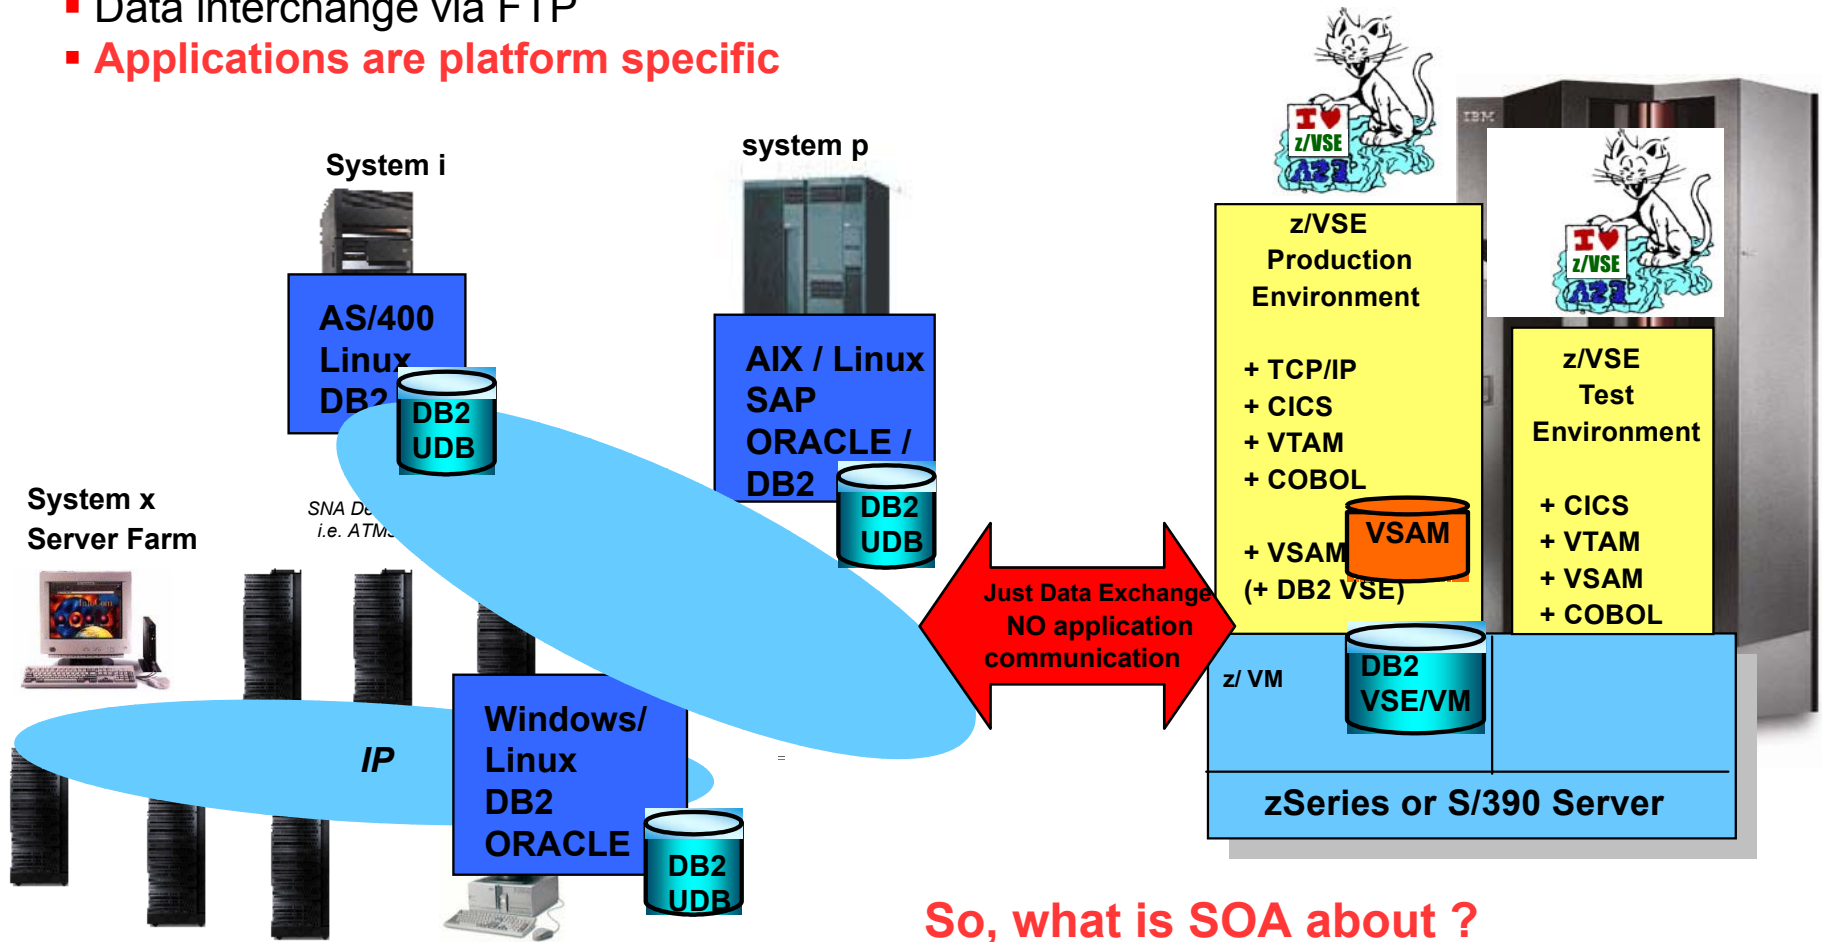 Data Interchange via FTP
Applications are platform specific
System i
AS/400
Linux
DB2
DB2
UDB
system p
AIX / Linux
SAP
ORACLE /
DB2
DB2
UDB
System x
Server Farm
SNA
i.e. ATMs
IP
Windows/
Linux
DB2
ORACLE
DB2
UDB
Just Data Exchange
NO application
communication
I ♥
z/VSE
IBM
I ♥
z/VSE
z/VSE
Production
Environment
+ TCP/IP
+ CICS
+ VTAM
+ COBOL
+ VSAM
(+ DB2 VSE)
VSAM
z/VSE
Test
Environment
+ CICS
+ VTAM
+ VSAM
+ COBOL
z/ VM
DB2
VSE/VM
zSeries or S/390 Server
=
So, what is SOA about ?